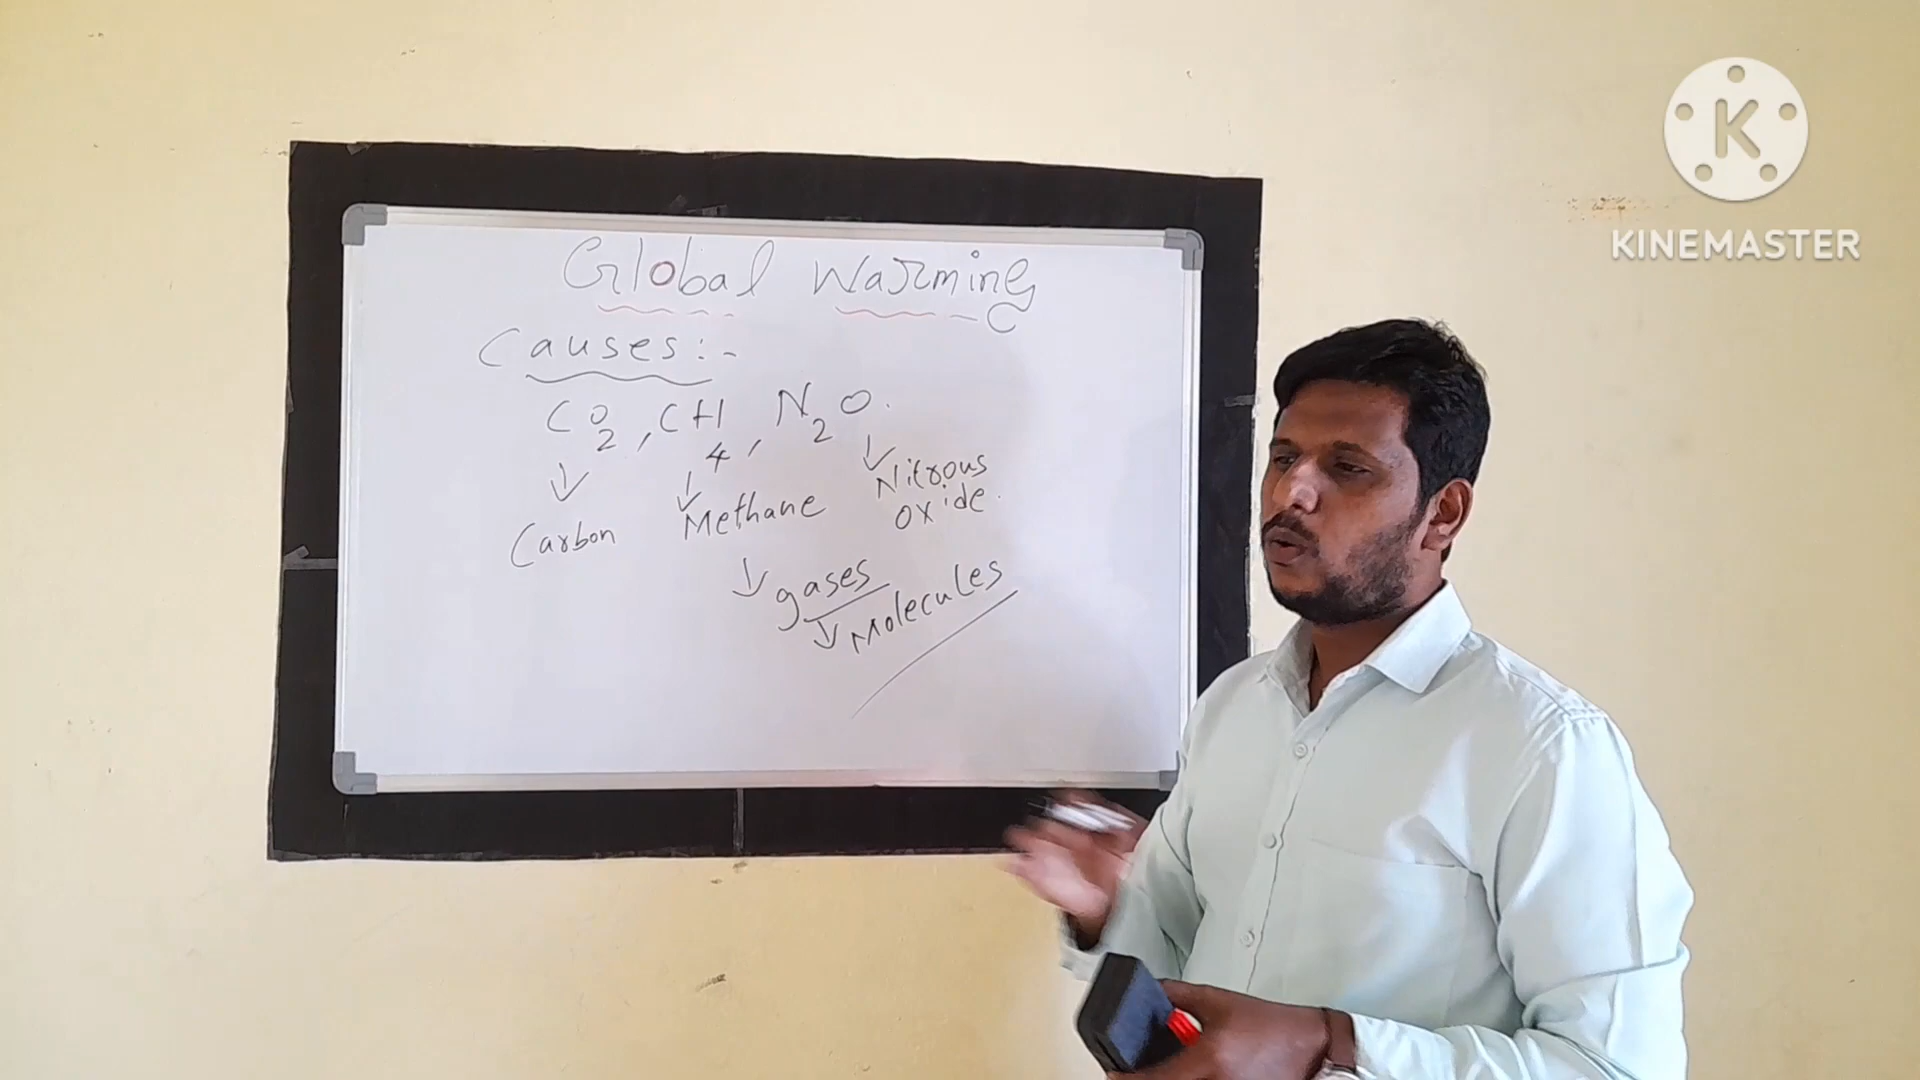 Global Warming
Causes:-
CO2, CH4, N2O.
Carbon
Methane
Nitrous
oxide.
gases
Molecules
K
KINEMASTER